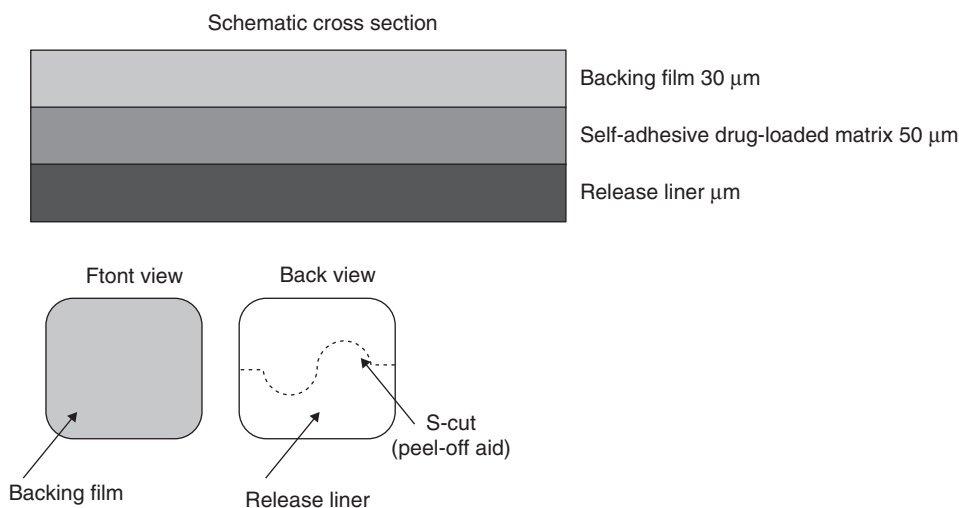 Schematic cross section
Backing film 30 μm
Self-adhesive drug-loaded matrix 50 μm
Release liner μm
Ftont view
Back view
S-cut
(peel-off aid)
Backing film
Release liner